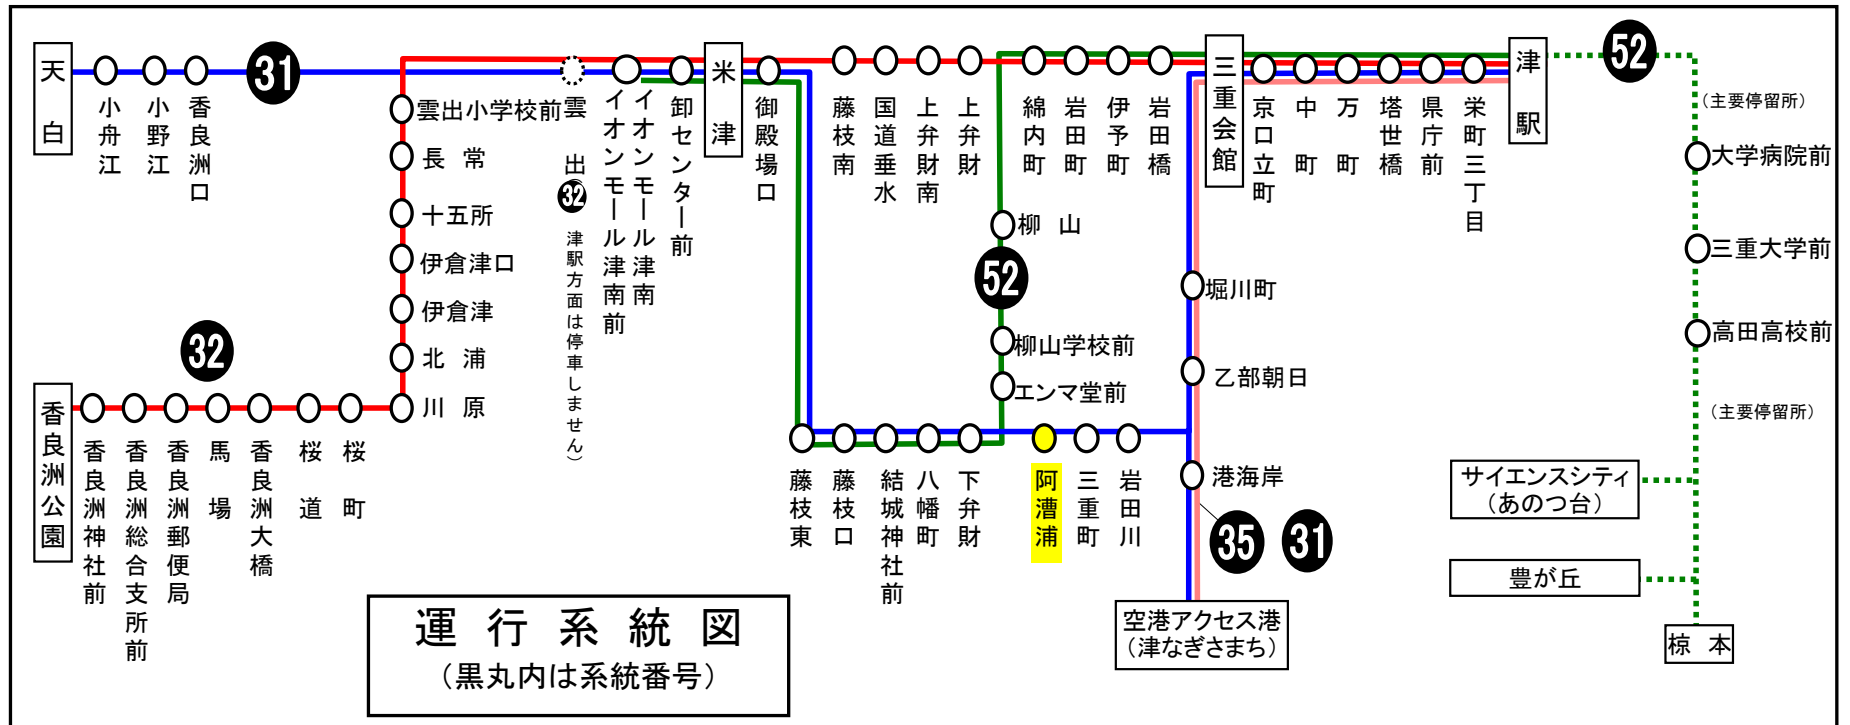 天白
小舟江
小野江
香良洲口
31
雲出
32
津駅方面は停車しません)
イオンモール津南前
イオンモール津南
卸センター前
米津
御殿場口
藤枝南
国道垂水
上弁財南
上弁財
綿内町
岩田町
伊予町
岩田橋
三重会館
京口立町
中町
万町
塔世橋
県庁前
栄町三丁目
津駅
52
(主要停留所)
大学病院前
三重大学前
高田高校前
(主要停留所)
サイエンスシティ
(あのつ台)
豊が丘
椋本
雲出小学校前
長常
十五所
伊倉津口
伊倉津
北浦
川原
32
香良洲公園
香良洲神社前
香良洲総合支所前
香良洲郵便局
馬場
香良洲大橋
桜道
桜町
柳山
52
柳山学校前
エンマ堂前
藤枝東
藤枝口
結城神社前
八幡町
下弁財
阿漕浦
三重町
岩田川
堀川町
乙部朝日
港海岸
35
31
空港アクセス港
(津なぎさまち)
運行系統図
(黒丸内は系統番号)